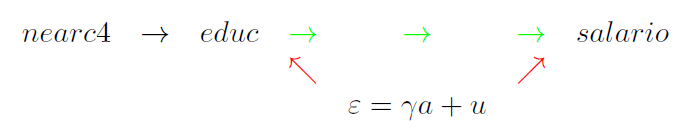 nearc4 → educ → → → salario
ε = γa + u